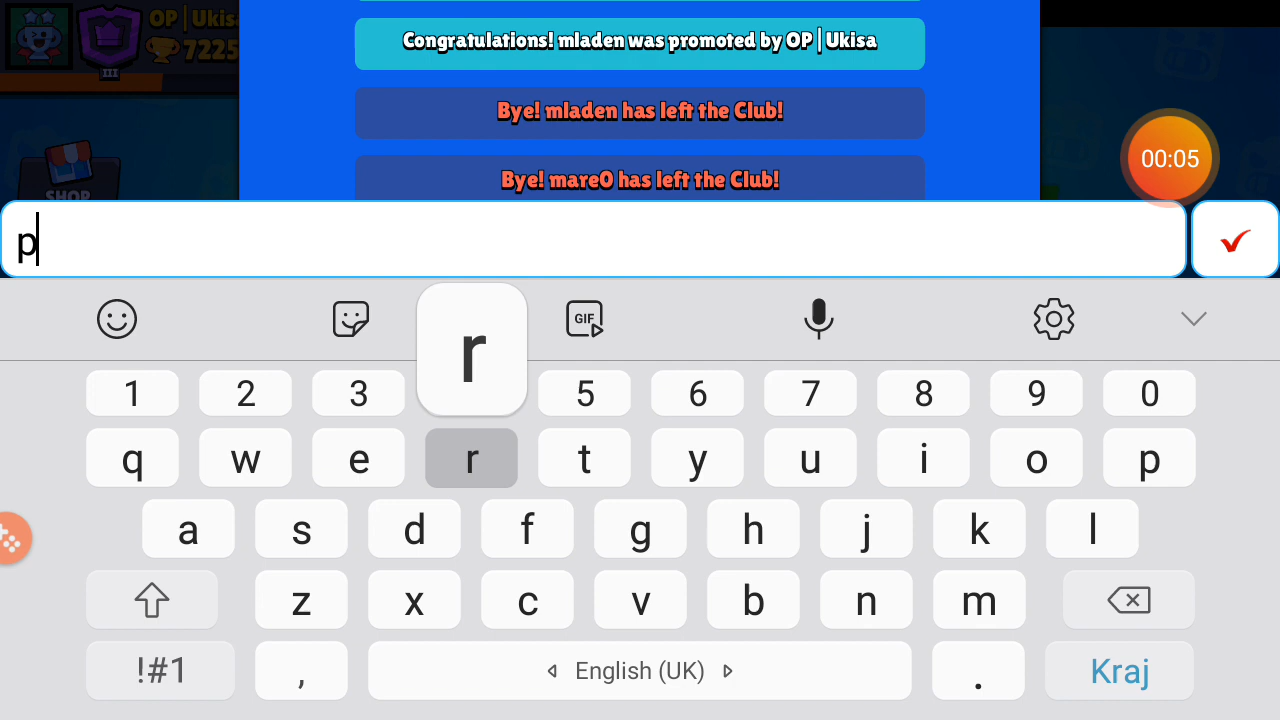 OP | Ukis
7225
III
Congratulations! mladen was promoted by OP | Ukisa
Bye! mladen has left the Club!
SHOP
Bye! mare0 has left the Club!
00:05
p
r
GIF
1 2 3 5 6 7 8 9 0
q w e r t y u i o p
a s d f g h j k l
z x c v b n m
!#1 , English (UK) . Kraj